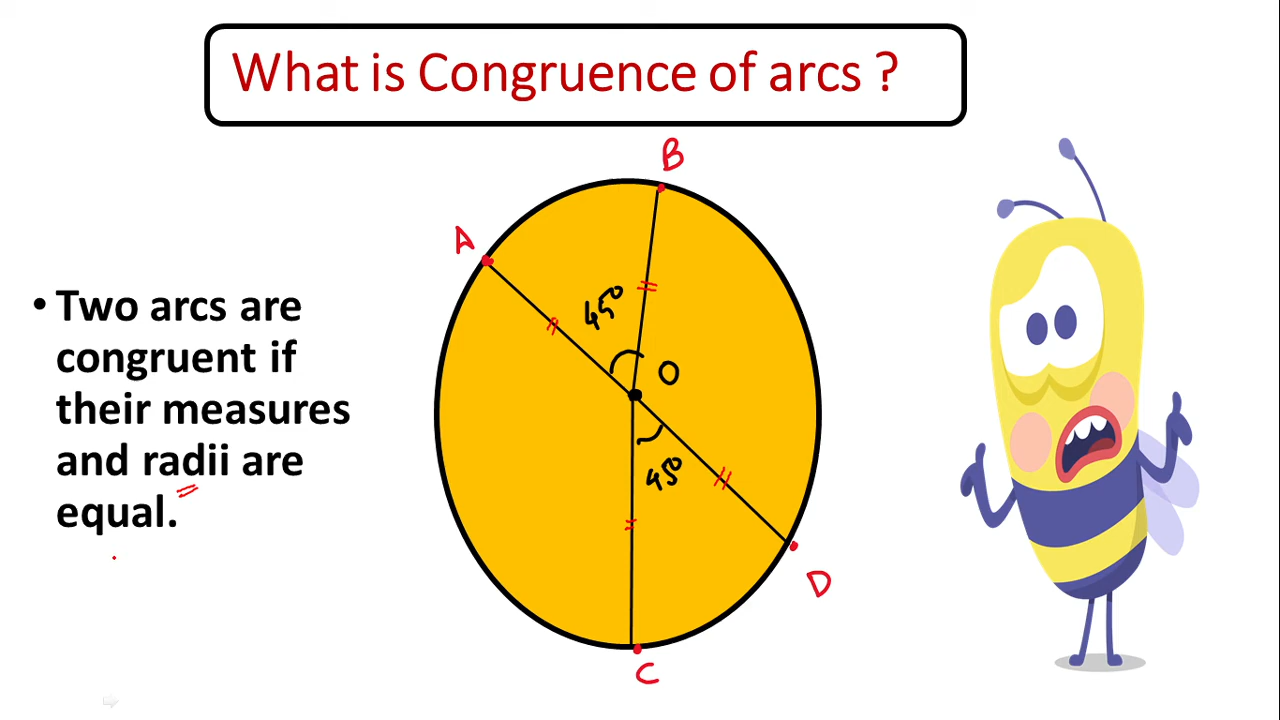 What is Congruence of arcs ?
B
A
45°
• Two arcs are
congruent if
their measures
and radii are
equal.
O
45°
D
C